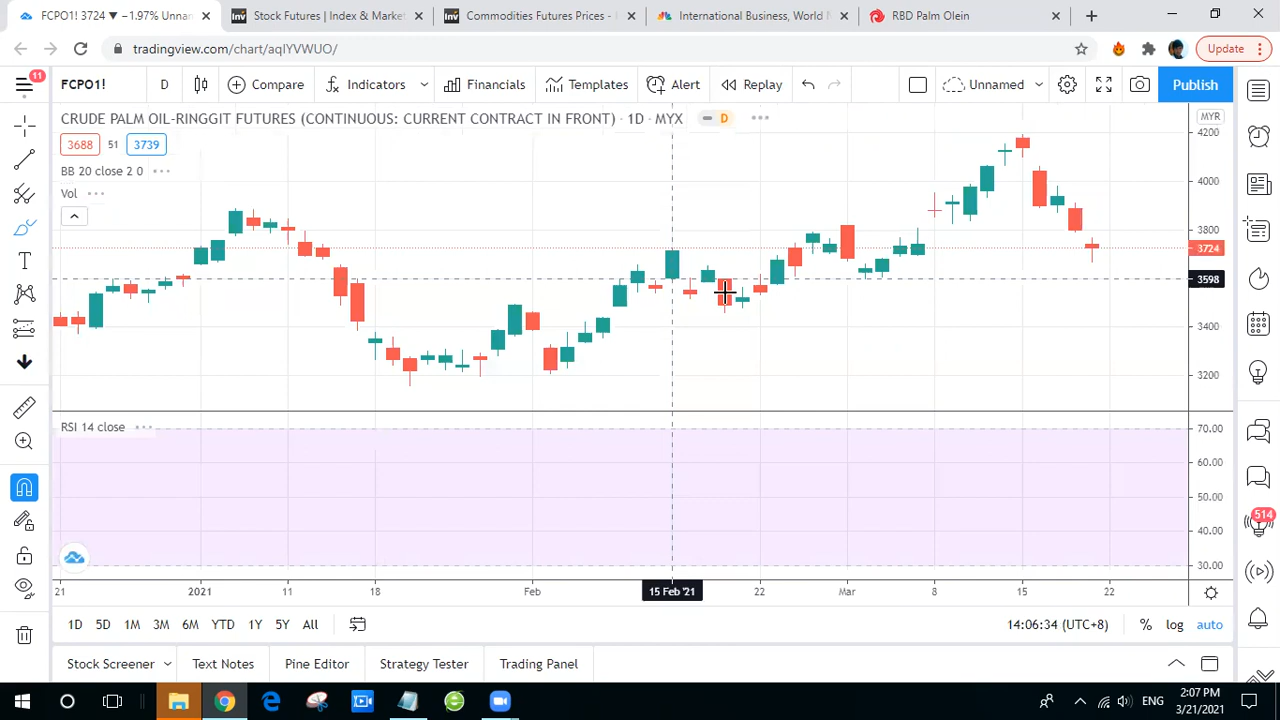 FCPO1! 3724 ▼ −1.97% Unnan
Stock Futures | Index & Market
Commodities Futures Prices -
International Business, World N
RBD Palm Olein
tradingview.com/chart/aqIYVWUO/
Update
11
FCPO1!
D
Compare
Indicators
Financials
Templates
Alert
Replay
Unnamed
Publish
CRUDE PALM OIL-RINGGIT FUTURES (CONTINUOUS: CURRENT CONTRACT IN FRONT) · 1D · MYX
D
MYR
3688 51 3739
BB 20 close 2 0
Vol
4200
4000
3800
3724
3598
3400
3200
RSI 14 close
70.00
60.00
50.00
40.00
30.00
514
21 2021 11 18 Feb 15 Feb '21 22 Mar 8 15 22
1D 5D 1M 3M 6M YTD 1Y 5Y All
14:06:34 (UTC+8) % log auto
Stock Screener Text Notes Pine Editor Strategy Tester Trading Panel
ENG
2:07 PM
3/21/2021